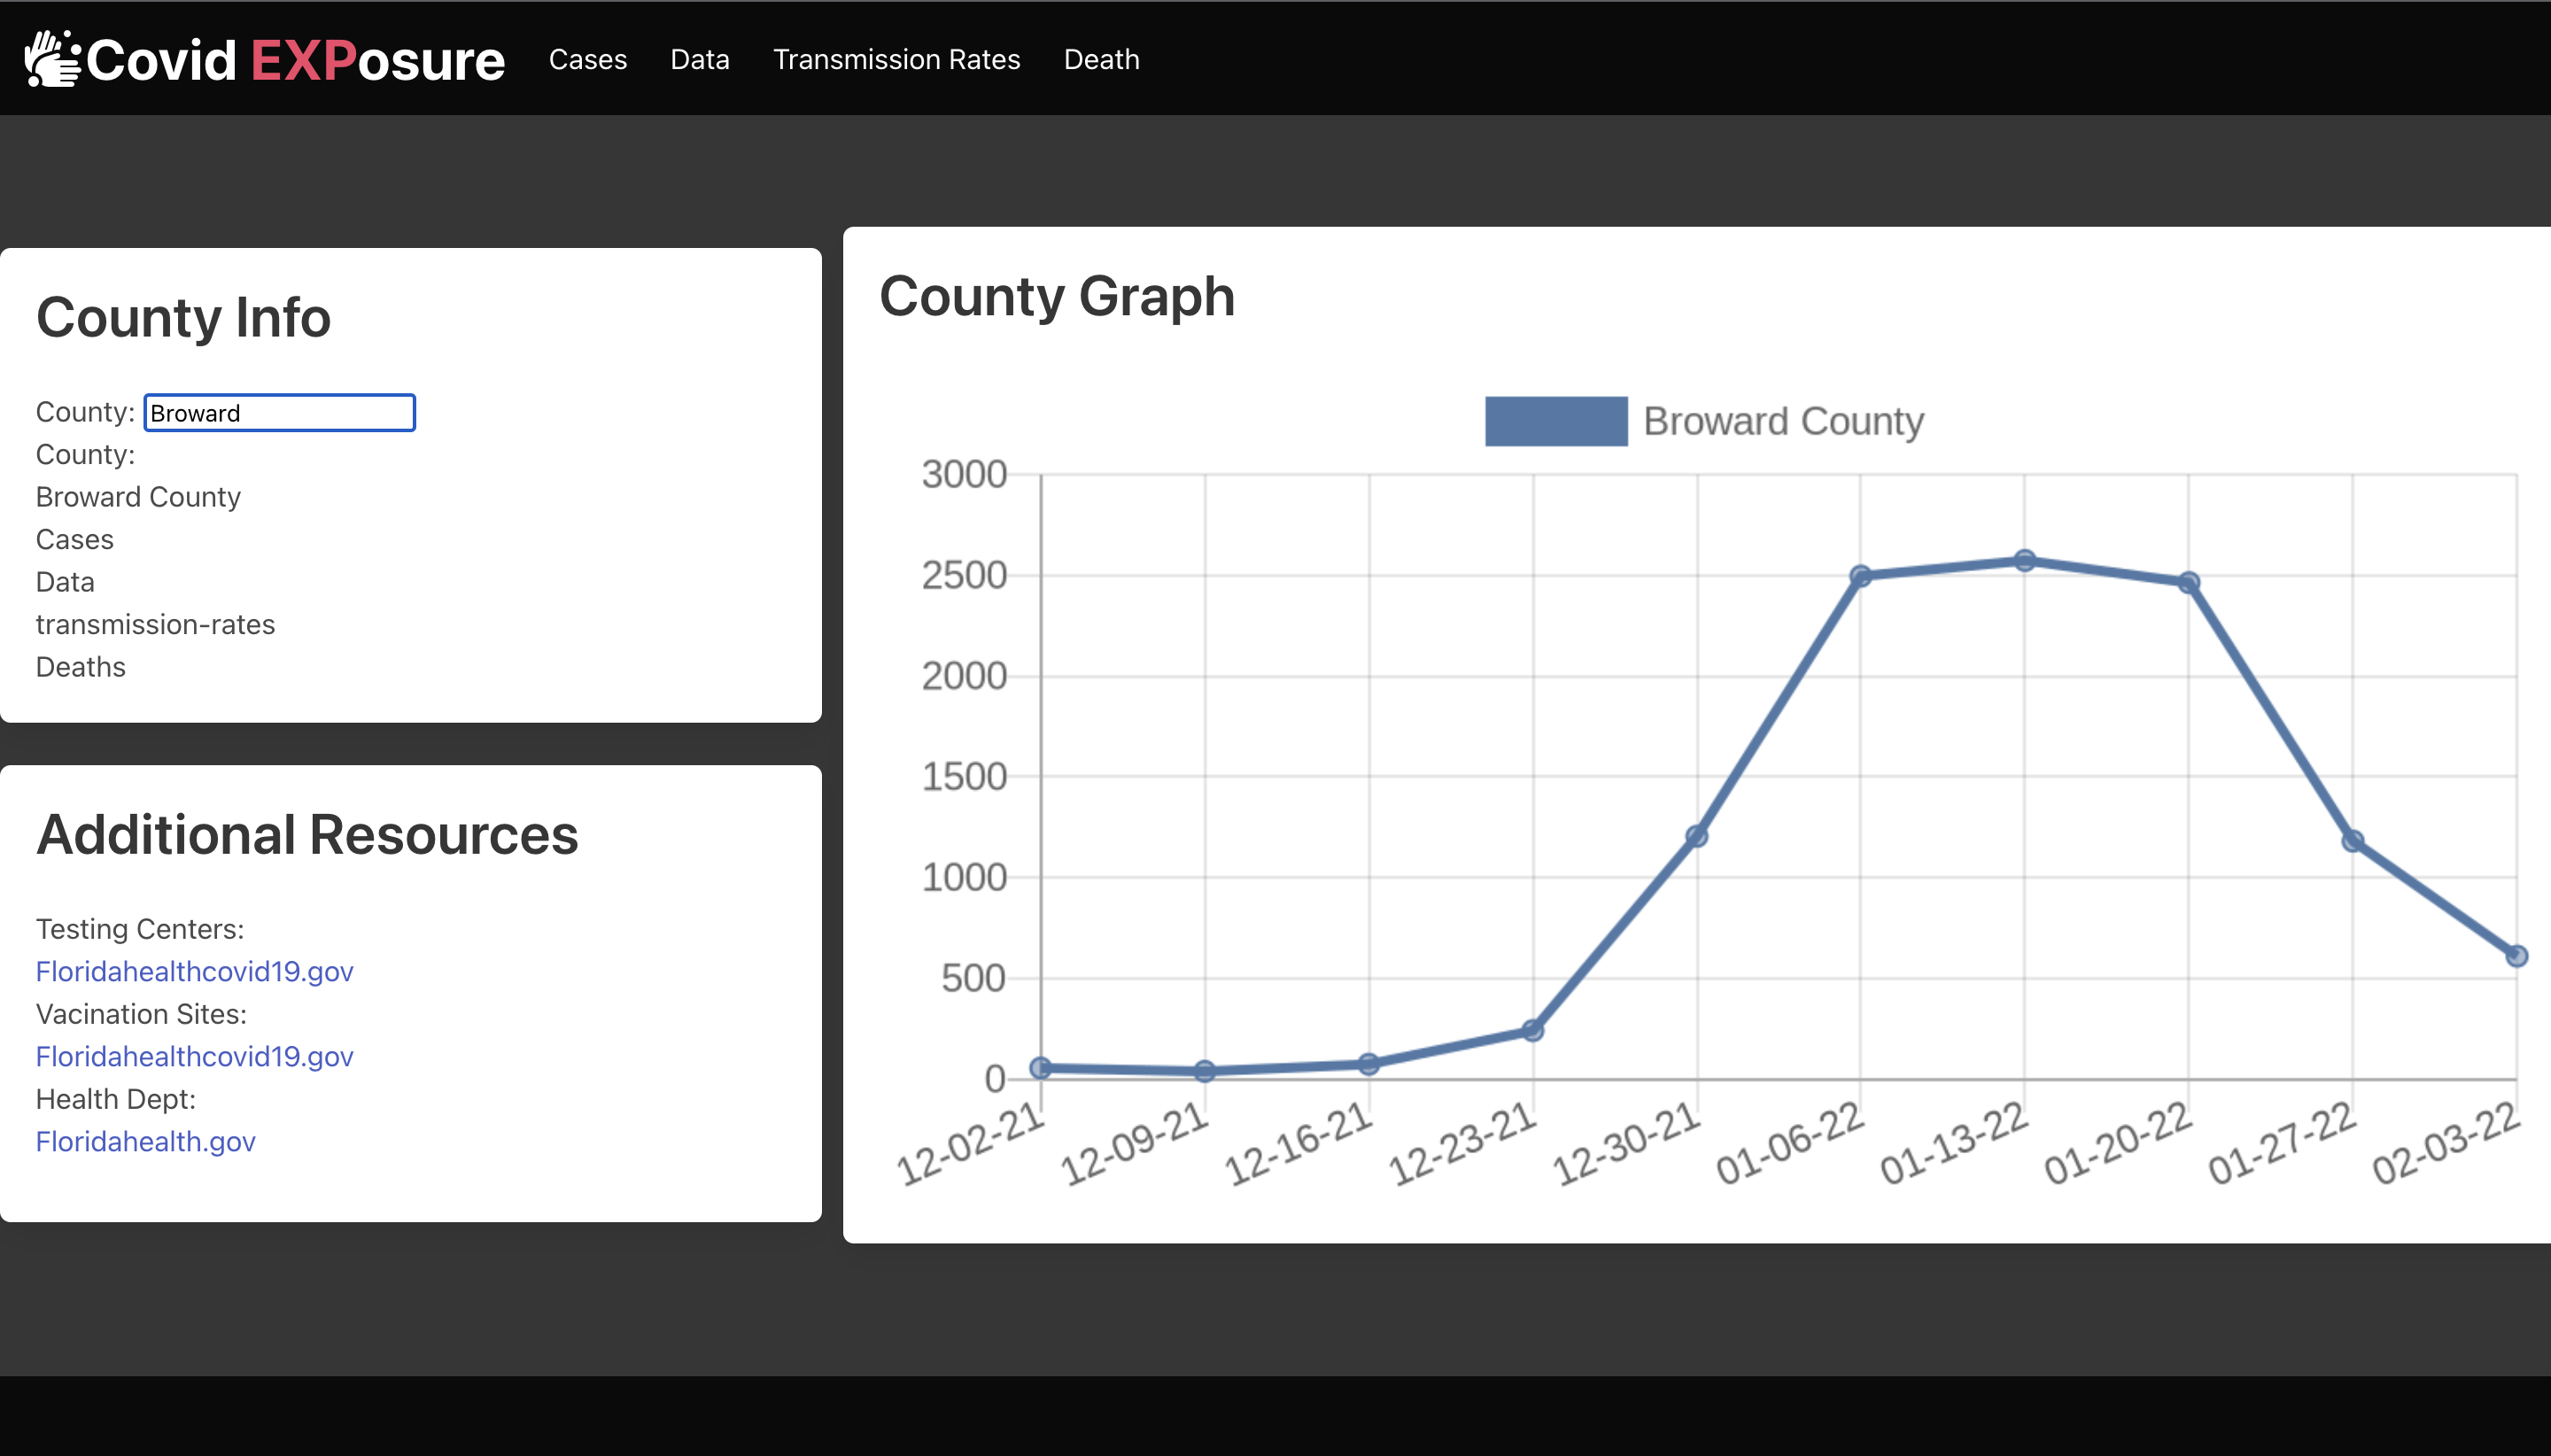 Covid EXPosure Cases Data Transmission Rates Death
County Info
County: Broward
County:
Broward County
Cases
Data
transmission-rates
Deaths
Additional Resources
Testing Centers:
Floridahealthcovid19.gov
Vacination Sites:
Floridahealthcovid19.gov
Health Dept:
Floridahealth.gov
County Graph
Broward County
3000
2500
2000
1500
1000
500
0
12-02-21 12-09-21 12-16-21 12-23-21 12-30-21 01-06-22 01-13-22 01-20-22 01-27-22 02-03-22